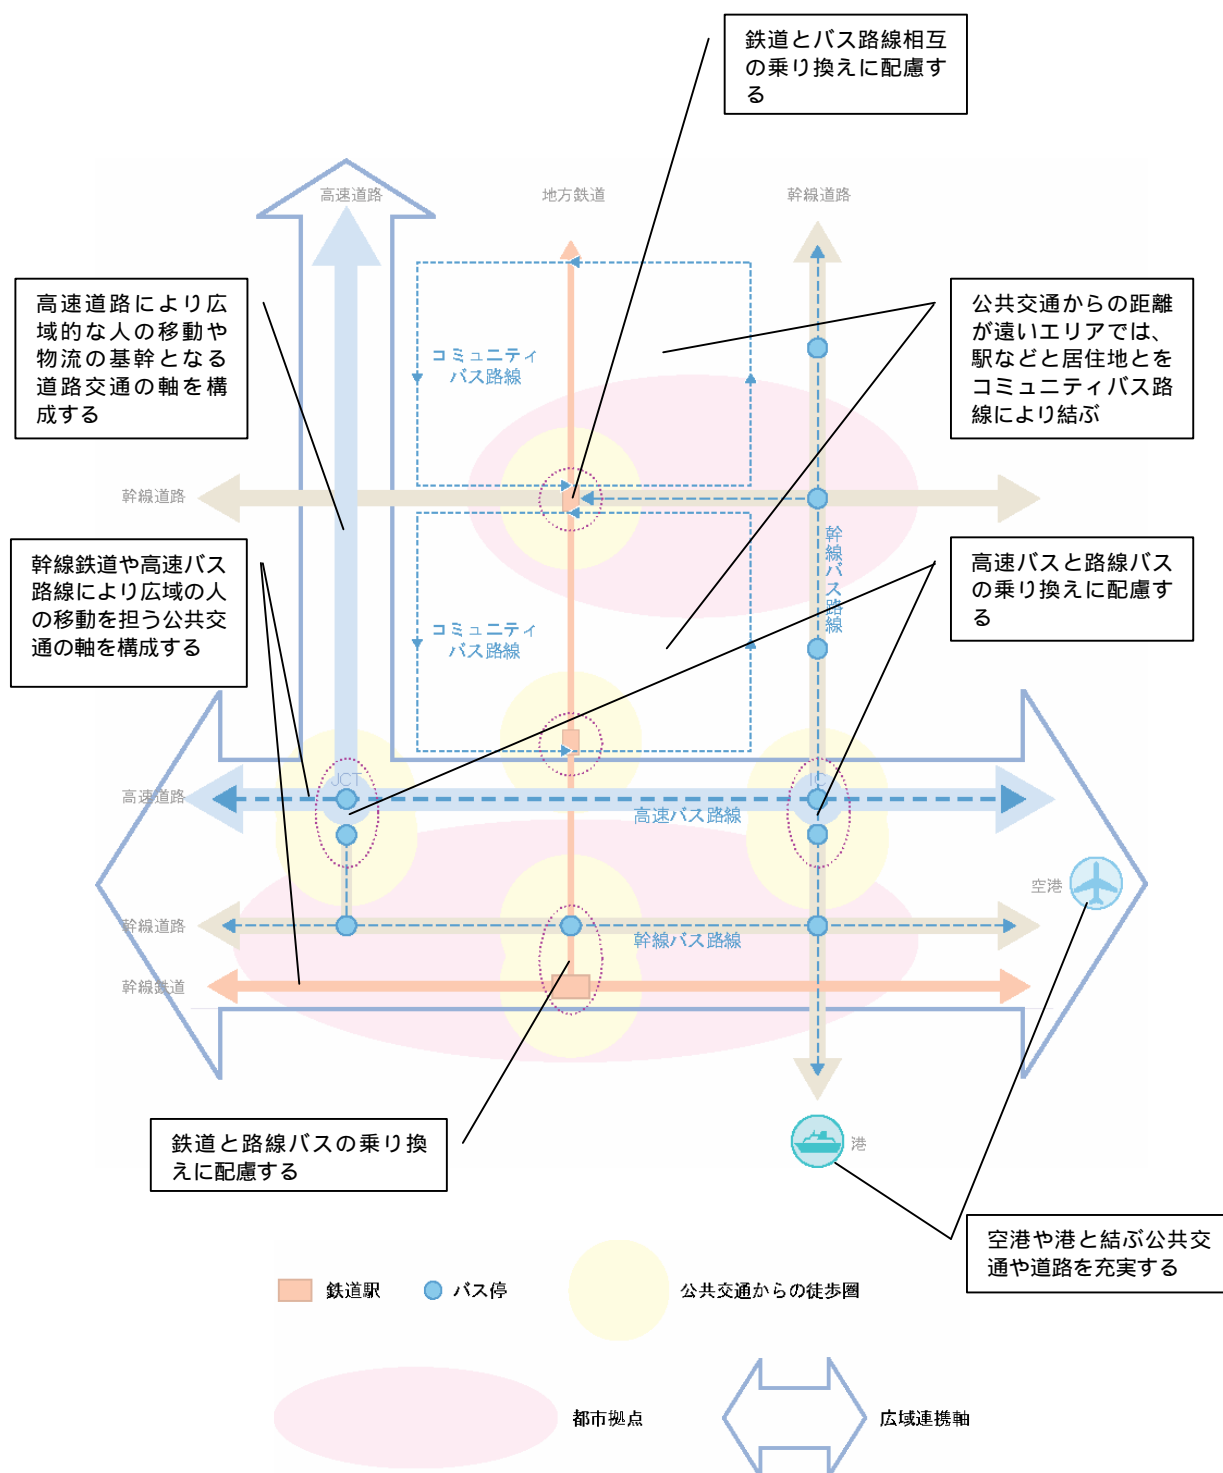 鉄道とバス路線相互
の乗り換えに配慮す
る
高速道路
地方鉄道
幹線道路
高速道路により広
域的な人の移動や
物流の基幹となる
道路交通の軸を構
成する
コミュニティ
バス路線
公共交通からの距離
が遠いエリアでは、
駅などと居住地とを
コミュニティバス路
線により結ぶ
幹線道路
幹線鉄道や高速バス
路線により広域の人
の移動を担う公共交
通の軸を構成する
幹線バス路線
高速バスと路線バス
の乗り換えに配慮す
る
コミュニティ
バス路線
JCT
IC
高速道路
高速バス路線
空港
幹線道路
幹線バス路線
幹線鉄道
鉄道と路線バスの乗り換
えに配慮する
港
空港や港と結ぶ公共交
通や道路を充実する
鉄道駅
バス停
公共交通からの徒歩圏
都市拠点
広域連携軸